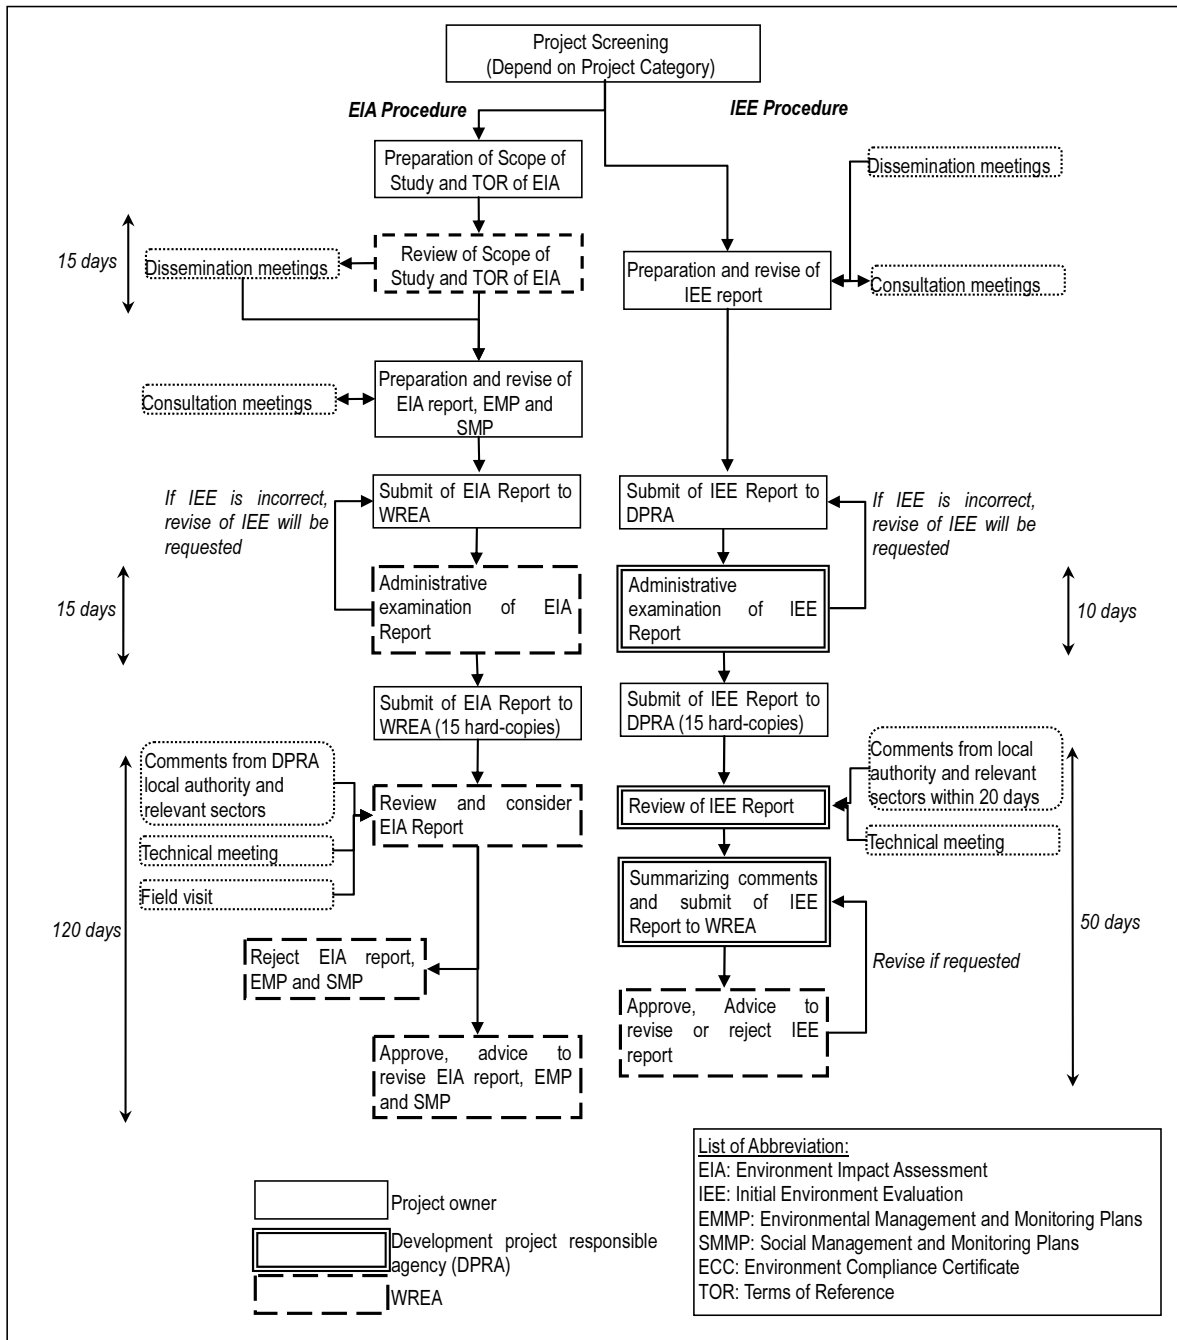 Project Screening
(Depend on Project Category)
EIA Procedure
IEE Procedure
Preparation of Scope of
Study and TOR of EIA
Dissemination meetings
15 days
Dissemination meetings
Review of Scope of
Study and TOR of EIA
Preparation and revise of
IEE report
Consultation meetings
Consultation meetings
Preparation and revise of
EIA report, EMP and
SMP
If IEE is incorrect,
revise of IEE will be
requested
Submit of EIA Report to
WREA
Submit of IEE Report to
DPRA
If IEE is incorrect,
revise of IEE will be
requested
15 days
Administrative
examination of EIA
Report
Administrative
examination of IEE
Report
10 days
Submit of EIA Report to
WREA (15 hard-copies)
Submit of IEE Report to
DPRA (15 hard-copies)
Comments from DPRA
local authority and
relevant sectors
Technical meeting
Field visit
Review and consider
EIA Report
Review of IEE Report
Comments from local
authority and relevant
sectors within 20 days
Technical meeting
120 days
Summarizing comments
and submit of IEE
Report to WREA
50 days
Reject EIA report,
EMP and SMP
Revise if requested
Approve, advice to
revise EIA report, EMP
and SMP
Approve, Advice to
revise or reject IEE
report
Project owner
Development project responsible
agency (DPRA)
WREA
List of Abbreviation:
EIA: Environment Impact Assessment
IEE: Initial Environment Evaluation
EMMP: Environmental Management and Monitoring Plans
SMMP: Social Management and Monitoring Plans
ECC: Environment Compliance Certificate
TOR: Terms of Reference